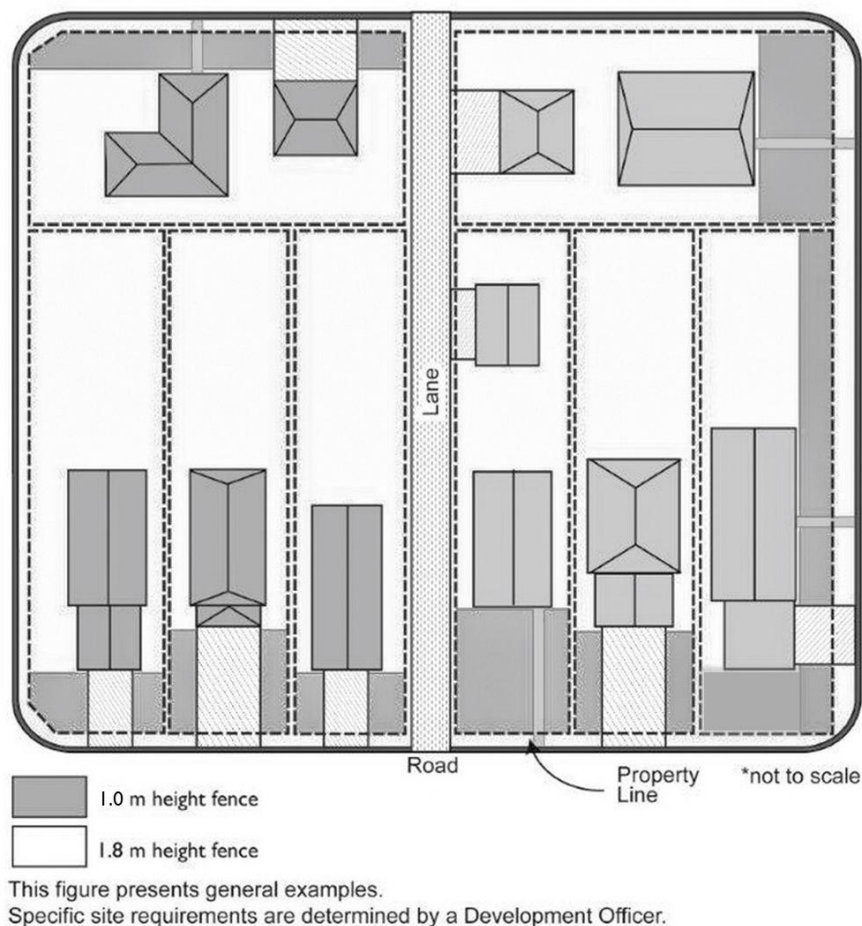 Lane
Road
Property
Line
*not to scale
1.0 m height fence
1.8 m height fence
This figure presents general examples.
Specific site requirements are determined by a Development Officer.